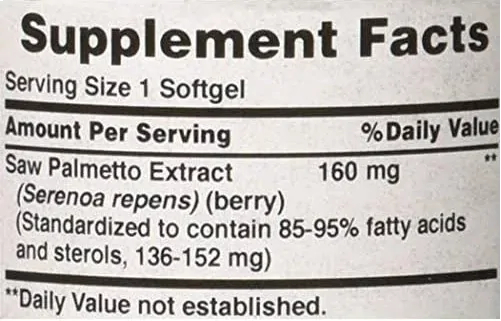 Supplement Facts
Serving Size 1 Softgel
Amount Per Serving % Daily Value
Saw Palmetto Extract 160 mg **
(Serenoa repens) (berry)
(Standardized to contain 85-95% fatty acids
and sterols, 136-152 mg)
**Daily Value not established.